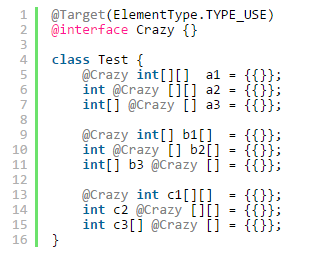 1 @Target(ElementType.TYPE_USE)
2 @interface Crazy {}
3
4 class Test {
5     @Crazy int[][]  a1 = {{}};
6     int @Crazy [][] a2 = {{}};
7     int[] @Crazy [] a3 = {{}};
8
9     @Crazy int[] b1[]  = {{}};
10     int @Crazy [] b2[] = {{}};
11     int[] b3 @Crazy [] = {{}};
12
13     @Crazy int c1[][]  = {{}};
14     int c2 @Crazy [][] = {{}};
15     int c3[] @Crazy [] = {{}};
16 }